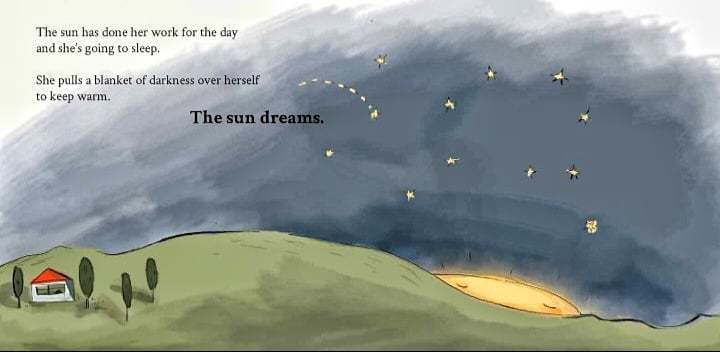 The sun has done her work for the day
and she's going to sleep.
She pulls a blanket of darkness over herself
to keep warm.
The sun dreams.